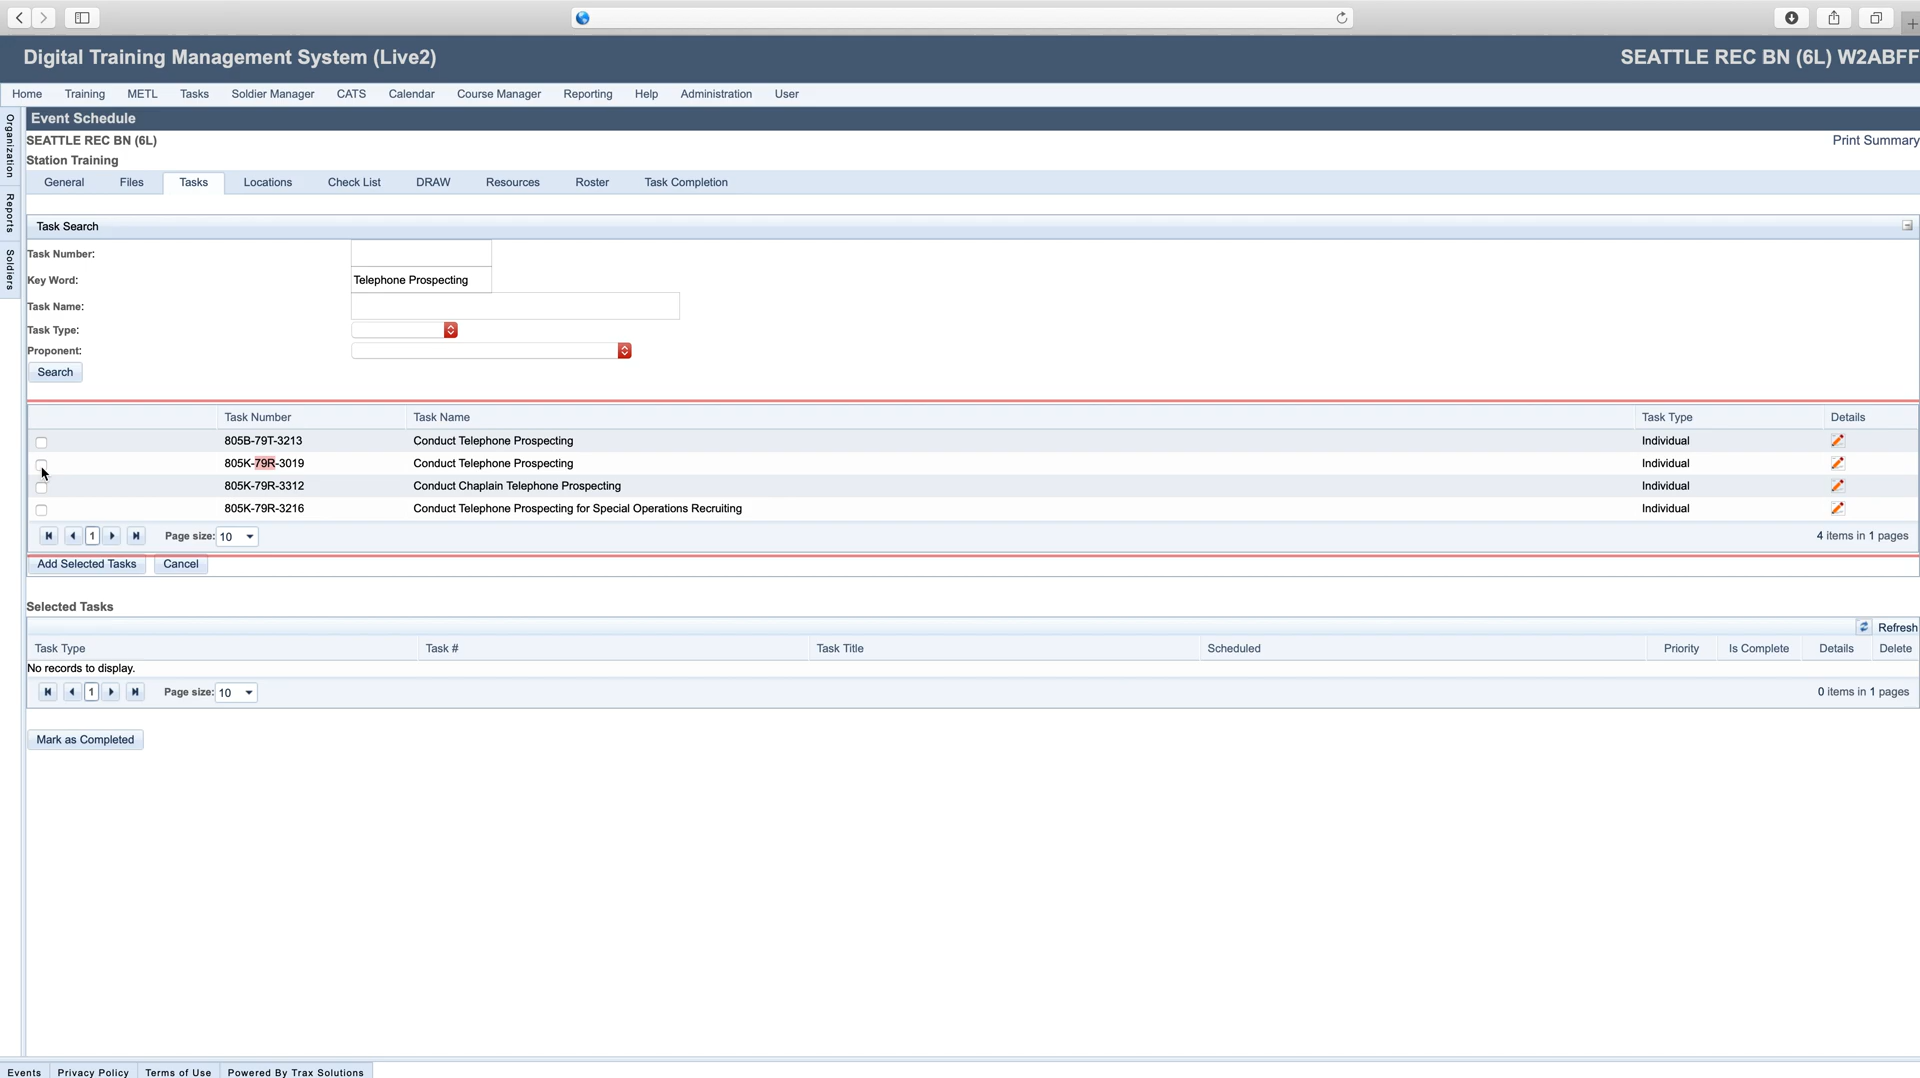 Digital Training Management System (Live2)
SEATTLE REC BN (6L) W2ABFF
Home Training METL Tasks Soldier Manager CATS Calendar Course Manager Reporting Help Administration User
Organization
Reports
Soldiers
Event Schedule
SEATTLE REC BN (6L)
Print Summary
Station Training
General Files Tasks Locations Check List DRAW Resources Roster Task Completion
Task Search
Task Number:
Key Word: Telephone Prospecting
Task Name:
Task Type:
Proponent:
Search
Task Number Task Name Task Type Details
805B-79T-3213 Conduct Telephone Prospecting Individual
805K-79R-3019 Conduct Telephone Prospecting Individual
805K-79R-3312 Conduct Chaplain Telephone Prospecting Individual
805K-79R-3216 Conduct Telephone Prospecting for Special Operations Recruiting Individual
1 Page size: 10 4 items in 1 pages
Add Selected Tasks Cancel
Selected Tasks
Refresh
Task Type Task # Task Title Scheduled Priority Is Complete Details Delete
No records to display.
1 Page size: 10 0 items in 1 pages
Mark as Completed
Events Privacy Policy Terms of Use Powered By Trax Solutions